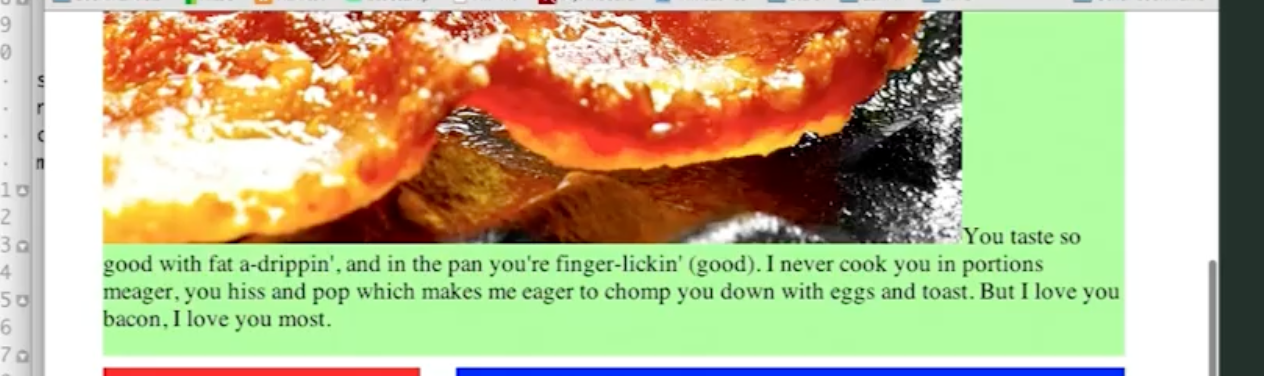 You taste so
good with fat a-drippin', and in the pan you're finger-lickin' (good). I never cook you in portions
meager, you hiss and pop which makes me eager to chomp you down with eggs and toast. But I love you
bacon, I love you most.